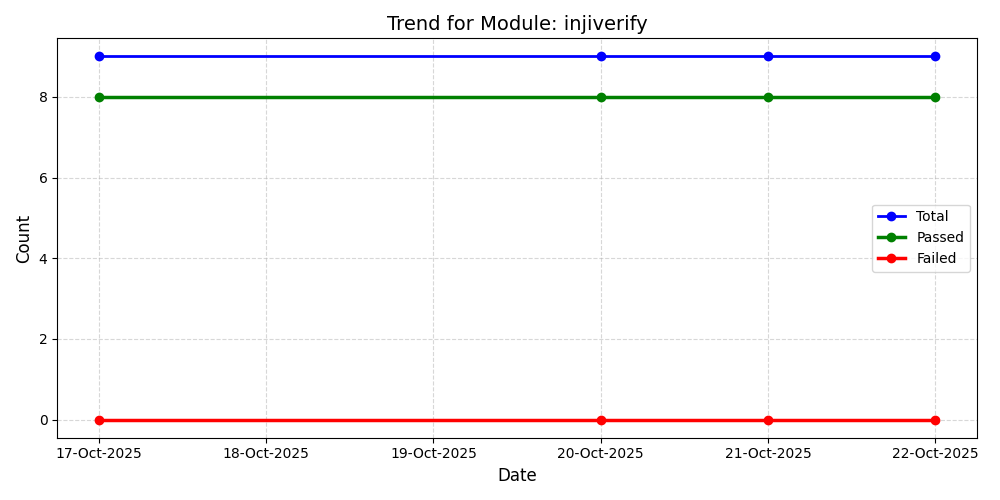 Trend for Module: injiverify
Count
8
6
4
2
0
Total
Passed
Failed
17-Oct-2025 18-Oct-2025 19-Oct-2025 20-Oct-2025 21-Oct-2025 22-Oct-2025
Date